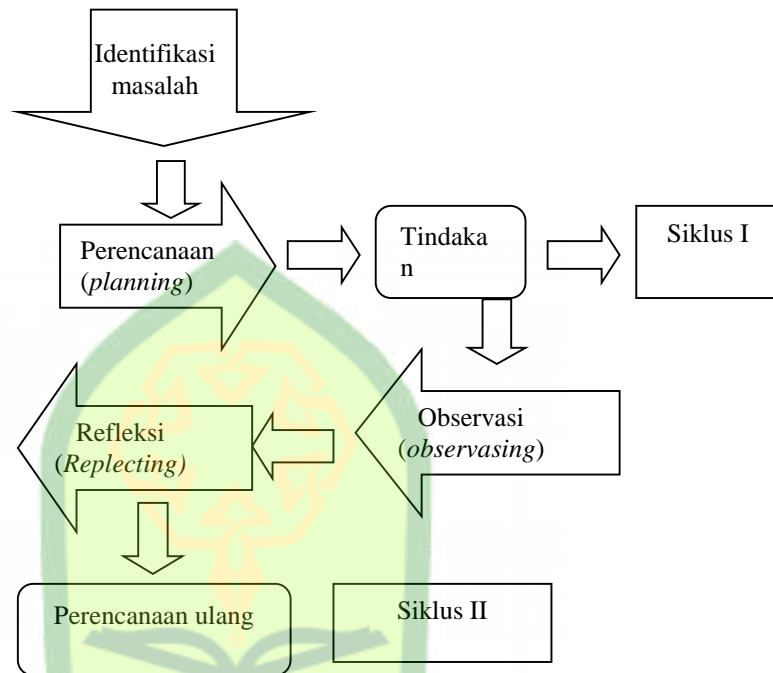 Identifikasi
masalah
Perencanaan
(planning)
Tindaka
n
Siklus I
Observasi
(observasing)
Refleksi
(Replecting)
Perencanaan ulang
Siklus II